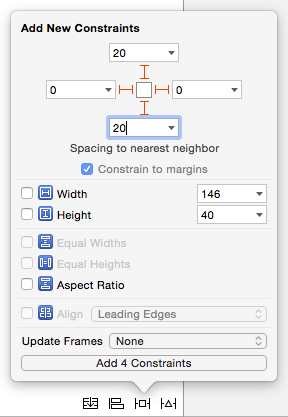 Add New Constraints
20
0 0
20
Spacing to nearest neighbor
Constrain to margins
Width 146
Height 40
Equal Widths
Equal Heights
Aspect Ratio
Align Leading Edges
Update Frames None
Add 4 Constraints